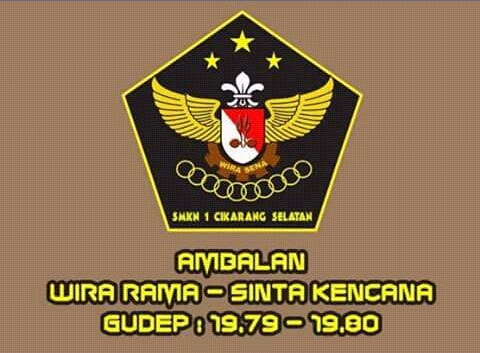 WIRA SENA
SMKN 1 CIKARANG SELATAN
AMBALAN
WIRA RAMA - SINTA KENCANA
GUDEP : 19.79 - 19.80